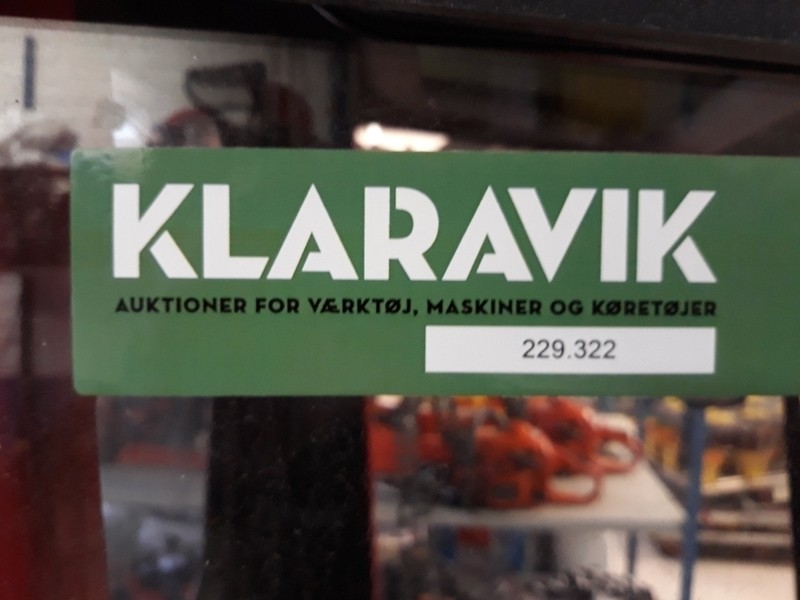 KLARAVIK
AUKTIONER FOR VÆRKTØJ, MASKINER OG KØRETØJER
229.322